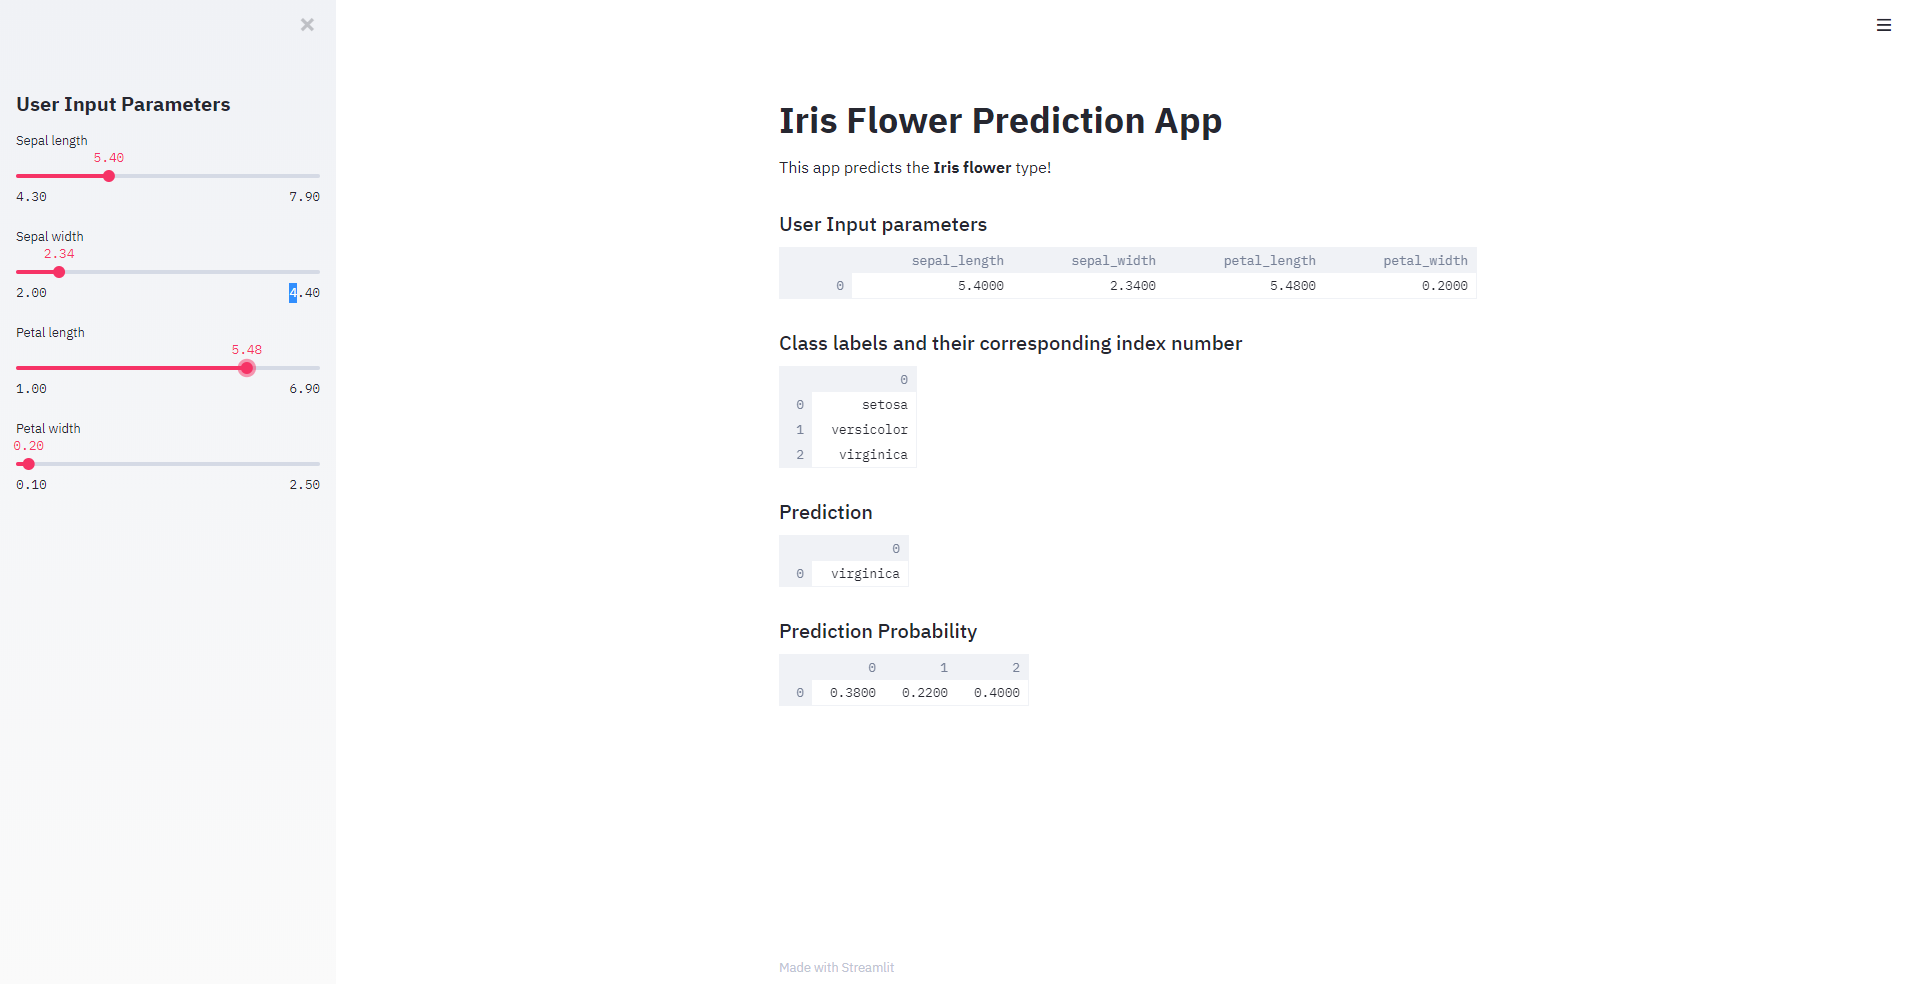 ×
User Input Parameters
Sepal length
5.40
4.30 7.90
Sepal width
2.34
2.00 4.40
Petal length
5.48
1.00 6.90
Petal width
0.20
0.10 2.50
Iris Flower Prediction App
This app predicts the Iris flower type!
User Input parameters
sepal_length sepal_width petal_length petal_width
0 5.4000 2.3400 5.4800 0.2000
Class labels and their corresponding index number
0
0 setosa
1 versicolor
2 virginica
Prediction
0
0 virginica
Prediction Probability
0 1 2
0 0.3800 0.2200 0.4000
Made with Streamlit